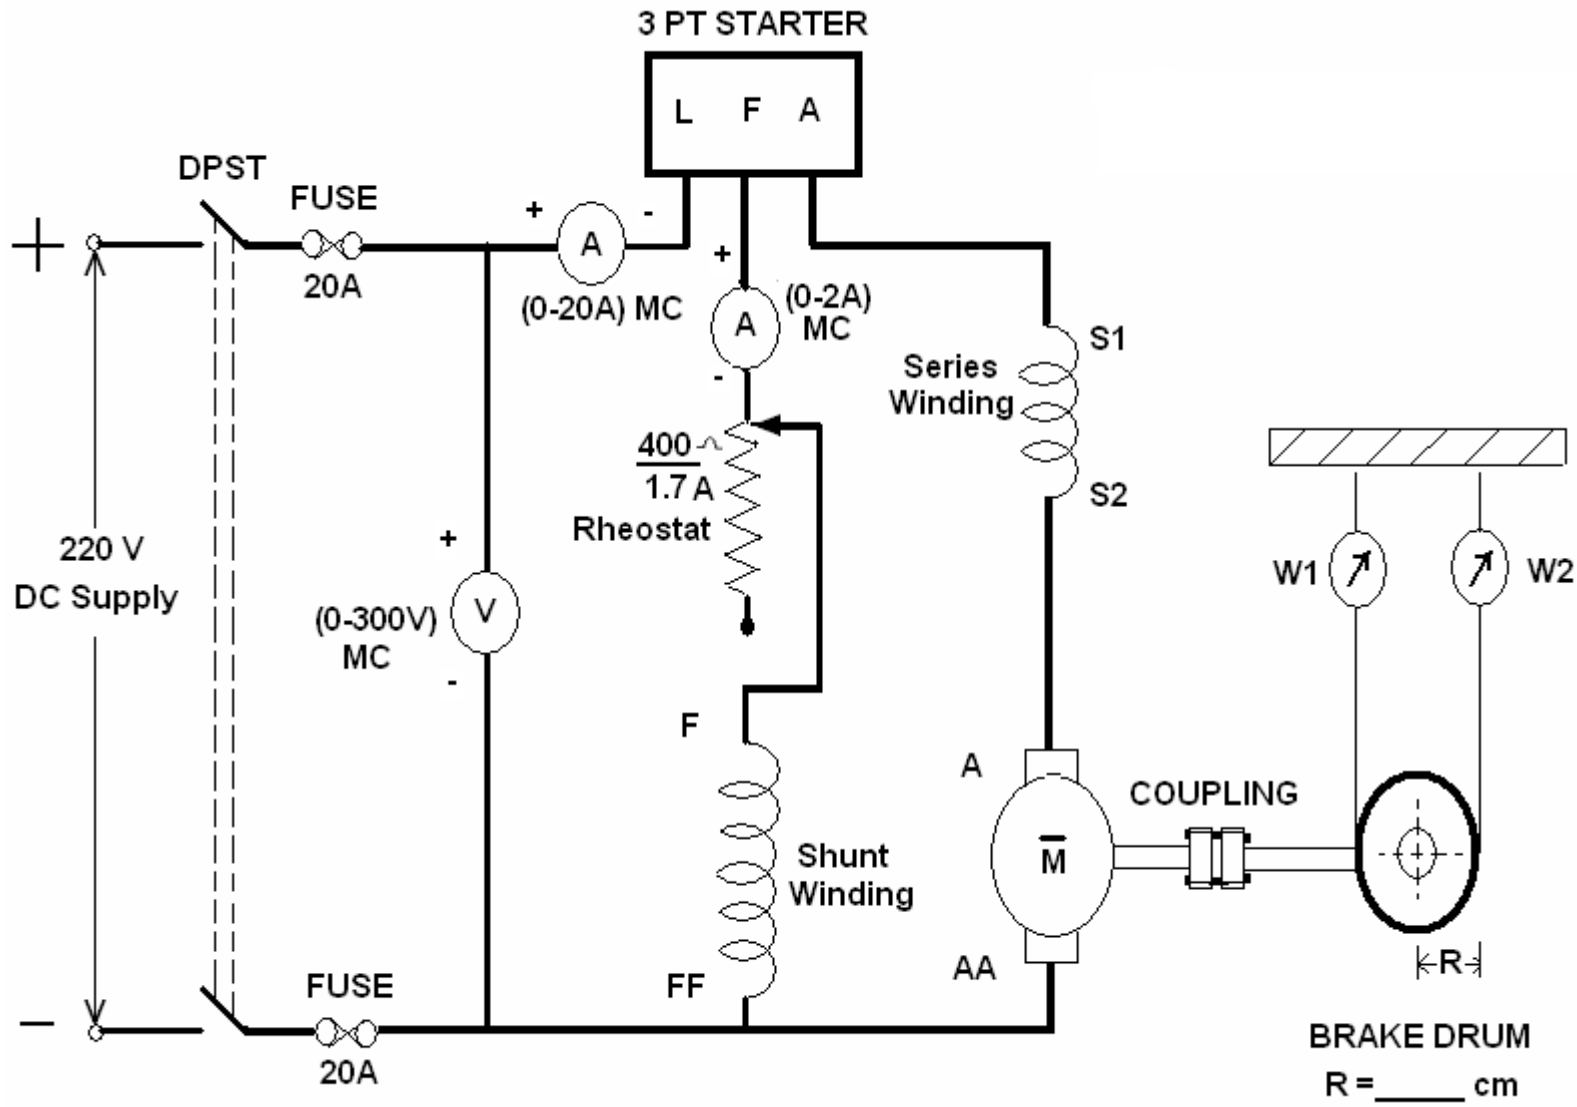 3 PT STARTER
L F A
DPST
FUSE
20A
+ -
A
(0-20A) MC
+
A
(0-2A)
MC
-
400
1.7 A
Rheostat
Series
Winding
S1
S2
+
220 V
DC Supply
-
+
V
(0-300V)
MC
-
W1
W2
F
Shunt
Winding
FF
A
M
AA
COUPLING
R
FUSE
20A
BRAKE DRUM
R =_____ cm